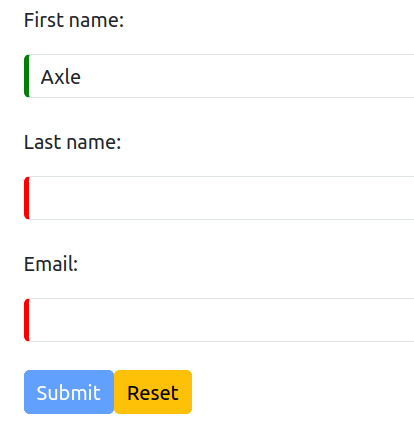 First name:
Axle
Last name:
Email:
Submit Reset